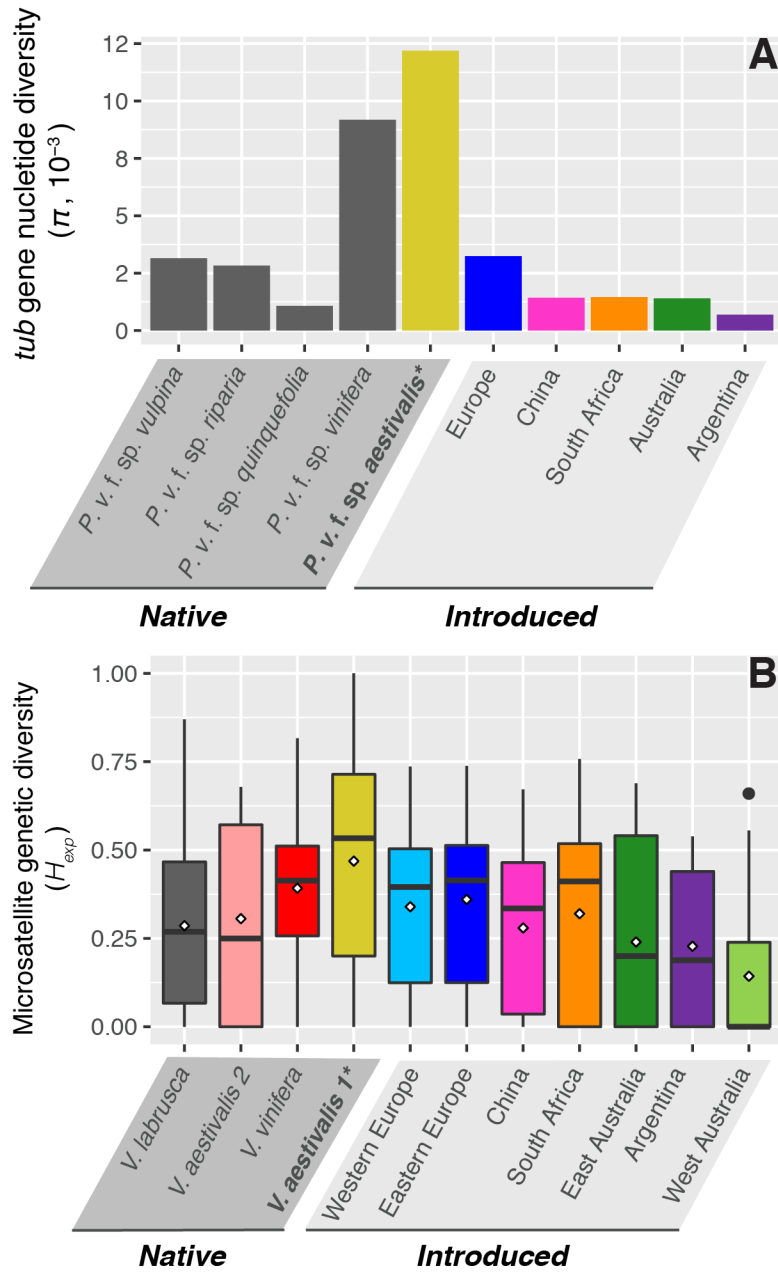 A
tub gene nucletide diversity
(π, 10⁻³)
12
10
8
5
2
0
P. v. f. sp. vulpina
P. v. f. sp. riparia
P. v. f. sp. quinquefolia
P. v. f. sp. vinifera
P. v. f. sp. aestivalis*
Europe
China
South Africa
Australia
Argentina
Native
Introduced
B
Microsatellite genetic diversity
(Hexp)
1.00
0.75
0.50
0.25
0.00
V. labrusca
V. aestivalis 2
V. vinifera
V. aestivalis 1*
Western Europe
Eastern Europe
China
South Africa
East Australia
Argentina
West Australia
Native
Introduced